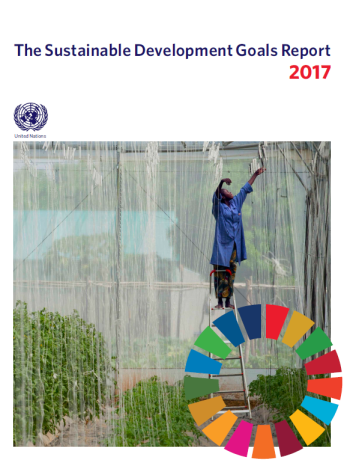 The Sustainable Development Goals Report
2017
United Nations